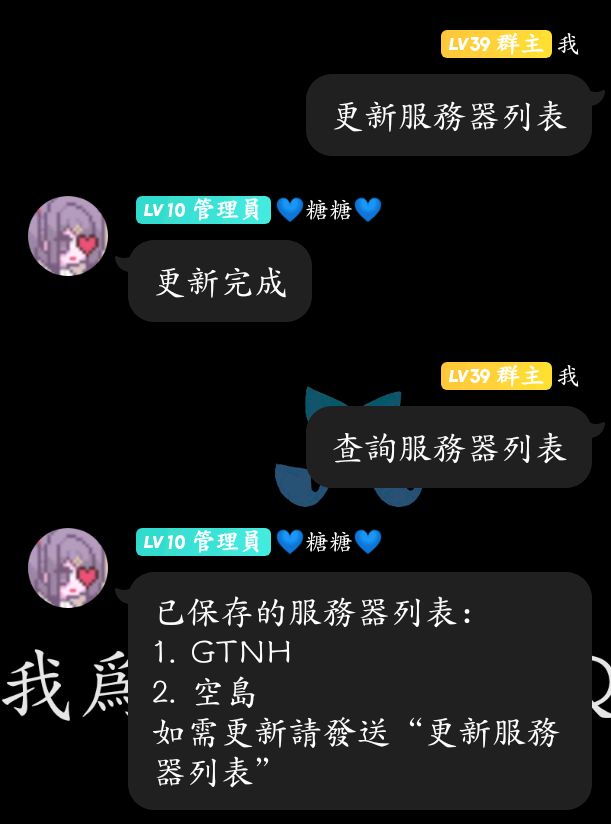 LV39 群主 我
更新服務器列表
LV10 管理員 💙糖糖💙
更新完成
LV39 群主 我
查詢服務器列表
LV10 管理員 💙糖糖💙
已保存的服務器列表：
1. GTNH
2. 空島
如需更新請發送“更新服務
器列表”
我爲
Q